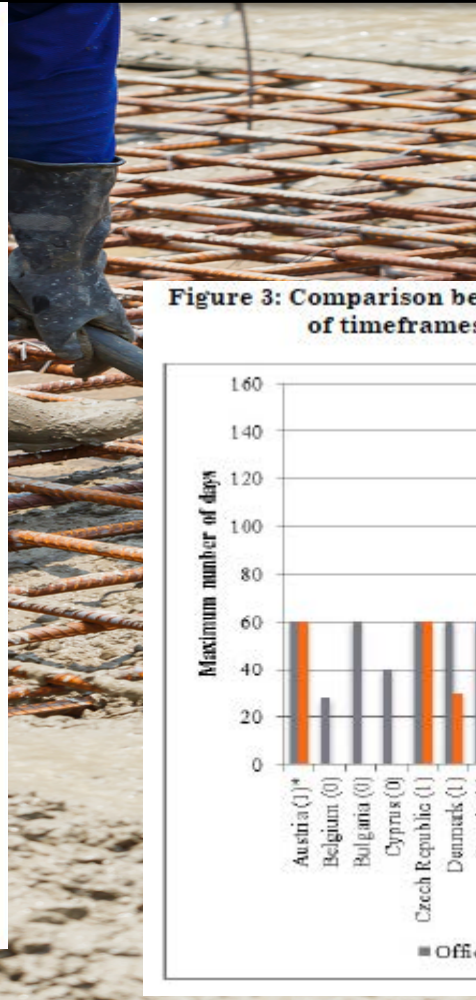 Figure 3: Comparison be
of timeframes
160
140
120
100
80
60
40
20
0
Maximum number of days
Austria (1)*
Belgium (0)
Bulgaria (0)
Cyprus (0)
Czech Republic (1)
Denmark (1)
Offi